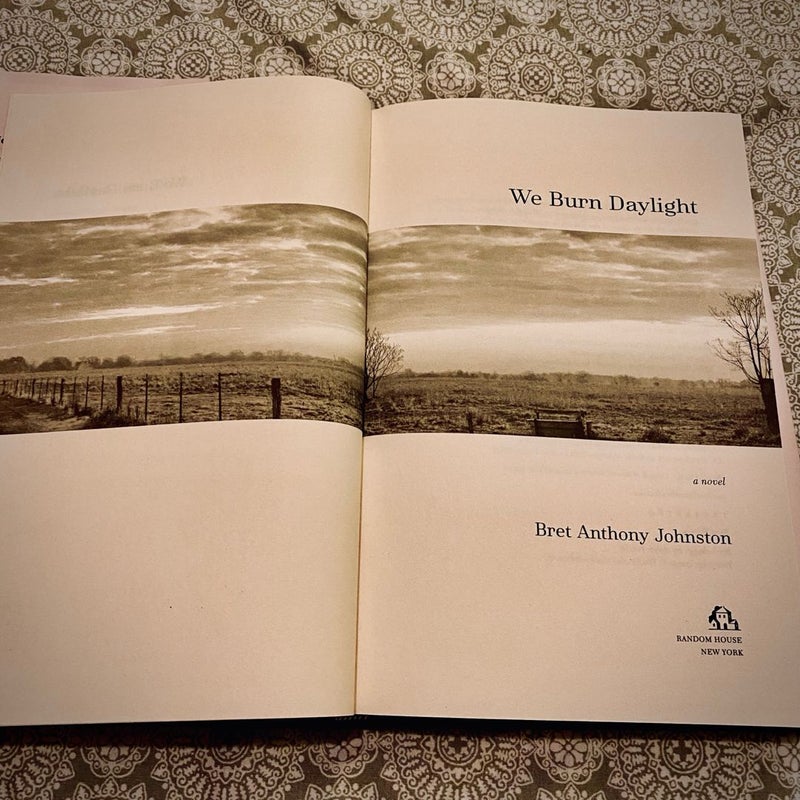 We Burn Daylight
a novel
Bret Anthony Johnston
RANDOM HOUSE
NEW YORK